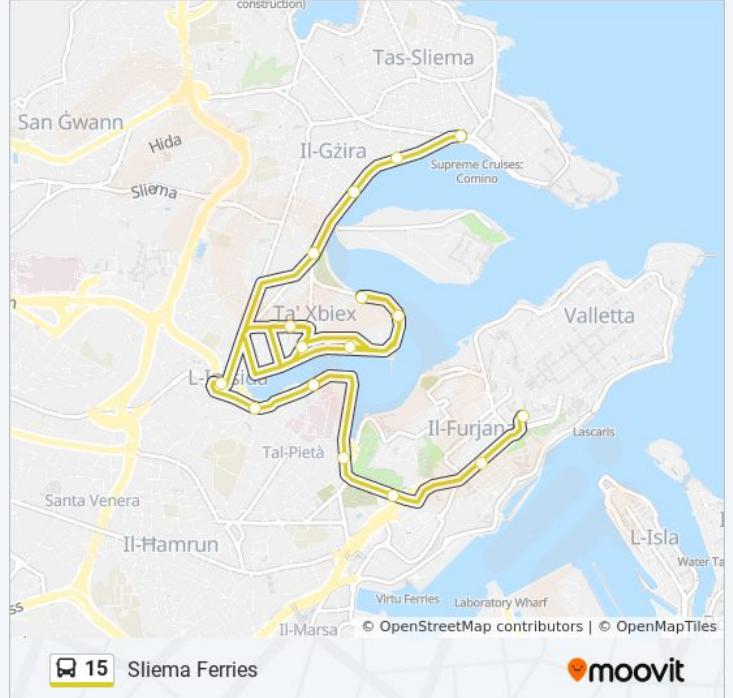 construction)
Tas-Sliema
San Ġwann
Hida
Il-Gżira
Supreme Cruises:
Comino
Sliema
Ta' Xbiex
Valletta
Il-Furjana
Lascaris
Tal-Pietà
Santa Venera
L-Isla
Il-Ħamrun
Water Ta
Virtu Ferries
Laboratory Wharf
Il-Marsa
© OpenStreetMap contributors | © OpenMapTiles
15 Sliema Ferries
moovit